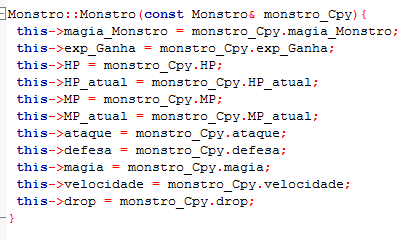 Monstro::Monstro(const Monstro& monstro_Cpy){
this->magia_Monstro = monstro_Cpy.magia_Monstro;
this->exp_Ganha = monstro_Cpy.exp_Ganha;
this->HP = monstro_Cpy.HP;
this->HP_atual = monstro_Cpy.HP_atual;
this->MP = monstro_Cpy.MP;
this->MP_atual = monstro_Cpy.MP_atual;
this->ataque = monstro_Cpy.ataque;
this->defesa = monstro_Cpy.defesa;
this->magia = monstro_Cpy.magia;
this->velocidade = monstro_Cpy.velocidade;
this->drop = monstro_Cpy.drop;
}